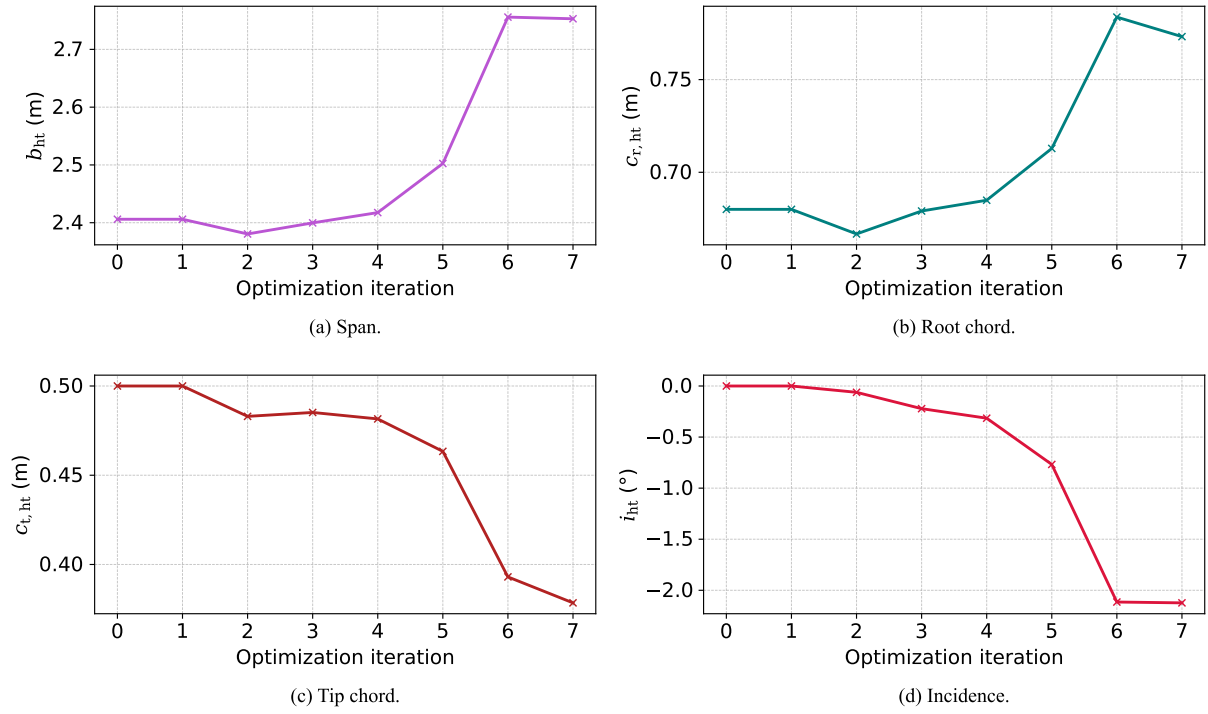 2.7
2.6
2.5
2.4
b_ht (m)
0 1 2 3 4 5 6 7
Optimization iteration
(a) Span.
0.75
0.70
c_r, ht (m)
0 1 2 3 4 5 6 7
Optimization iteration
(b) Root chord.
0.50
0.45
0.40
c_t, ht (m)
0 1 2 3 4 5 6 7
Optimization iteration
(c) Tip chord.
0.0
−0.5
−1.0
−1.5
−2.0
i_ht (°)
0 1 2 3 4 5 6 7
Optimization iteration
(d) Incidence.